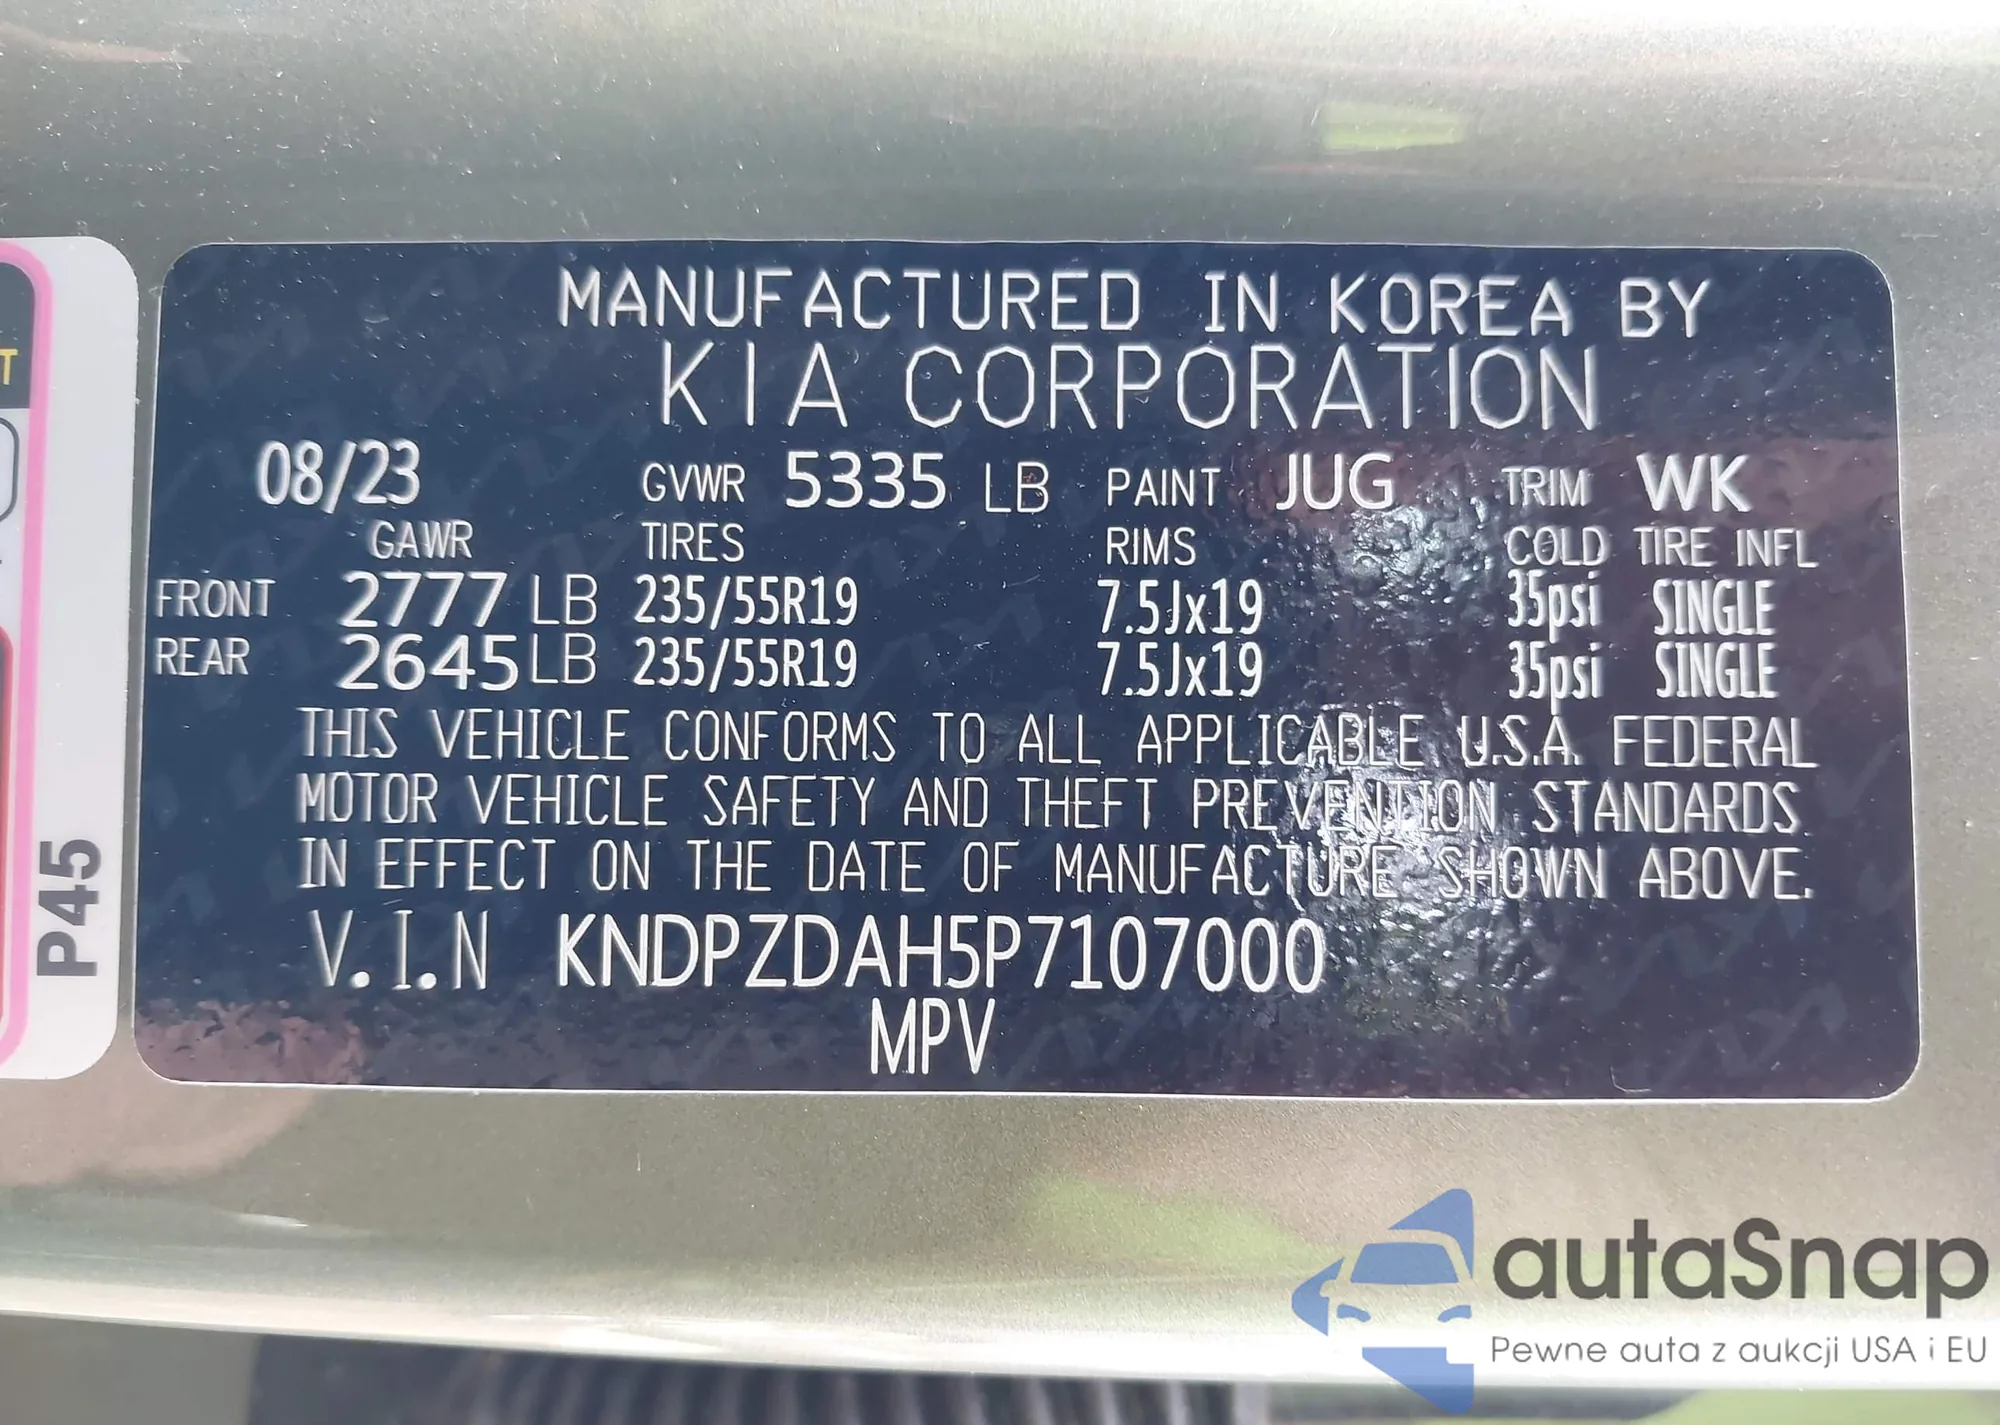 MANUFACTURED IN KOREA BY
KIA CORPORATION
08/23 GVWR 5335 LB PAINT JUG TRIM WK
GAWR TIRES RIMS COLD TIRE INFL
FRONT 2777 LB 235/55R19 7.5Jx19 35psi SINGLE
REAR 2645 LB 235/55R19 7.5Jx19 35psi SINGLE
THIS VEHICLE CONFORMS TO ALL APPLICABLE U.S.A. FEDERAL
MOTOR VEHICLE SAFETY AND THEFT PREVENTION STANDARDS
IN EFFECT ON THE DATE OF MANUFACTURE SHOWN ABOVE.
V.I.N KNDPZDAH5P7107000
MPV
P45
autaSnap
Pewne auta z aukcji USA i EU